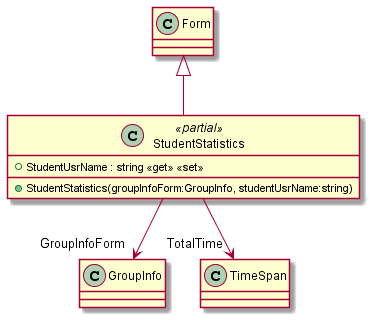 C Form
«partial»
C StudentStatistics
StudentUsrName : string «get» «set»
StudentStatistics(groupInfoForm:GroupInfo, studentUsrName:string)
GroupInfoForm TotalTime
C GroupInfo C TimeSpan